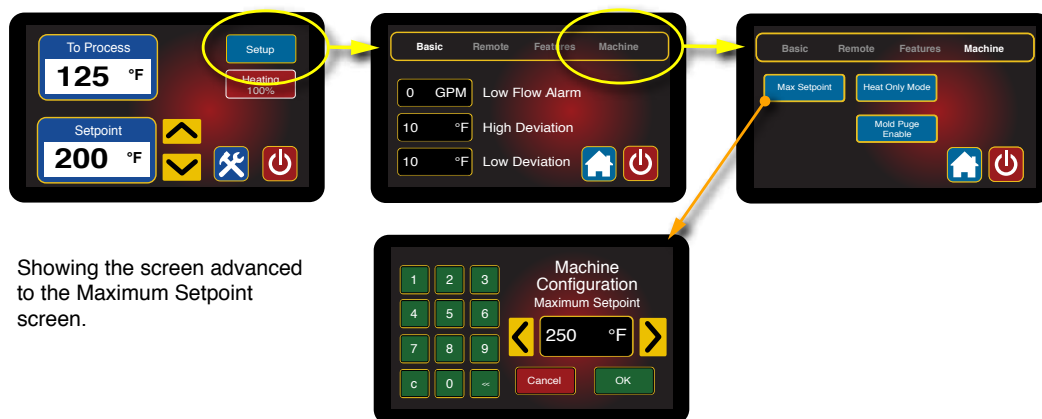 To Process
125 °F
Setup
Heating
100%
Setpoint
200 °F
Basic Remote Features Machine
0 GPM Low Flow Alarm
10 °F High Deviation
10 °F Low Deviation
Basic Remote Features Machine
Max Setpoint Heat Only Mode
Mold Puge
Enable
Showing the screen advanced
to the Maximum Setpoint
screen.
Machine
Configuration
Maximum Setpoint
250 °F
Cancel OK
1 2 3
4 5 6
7 8 9
c 0 <<